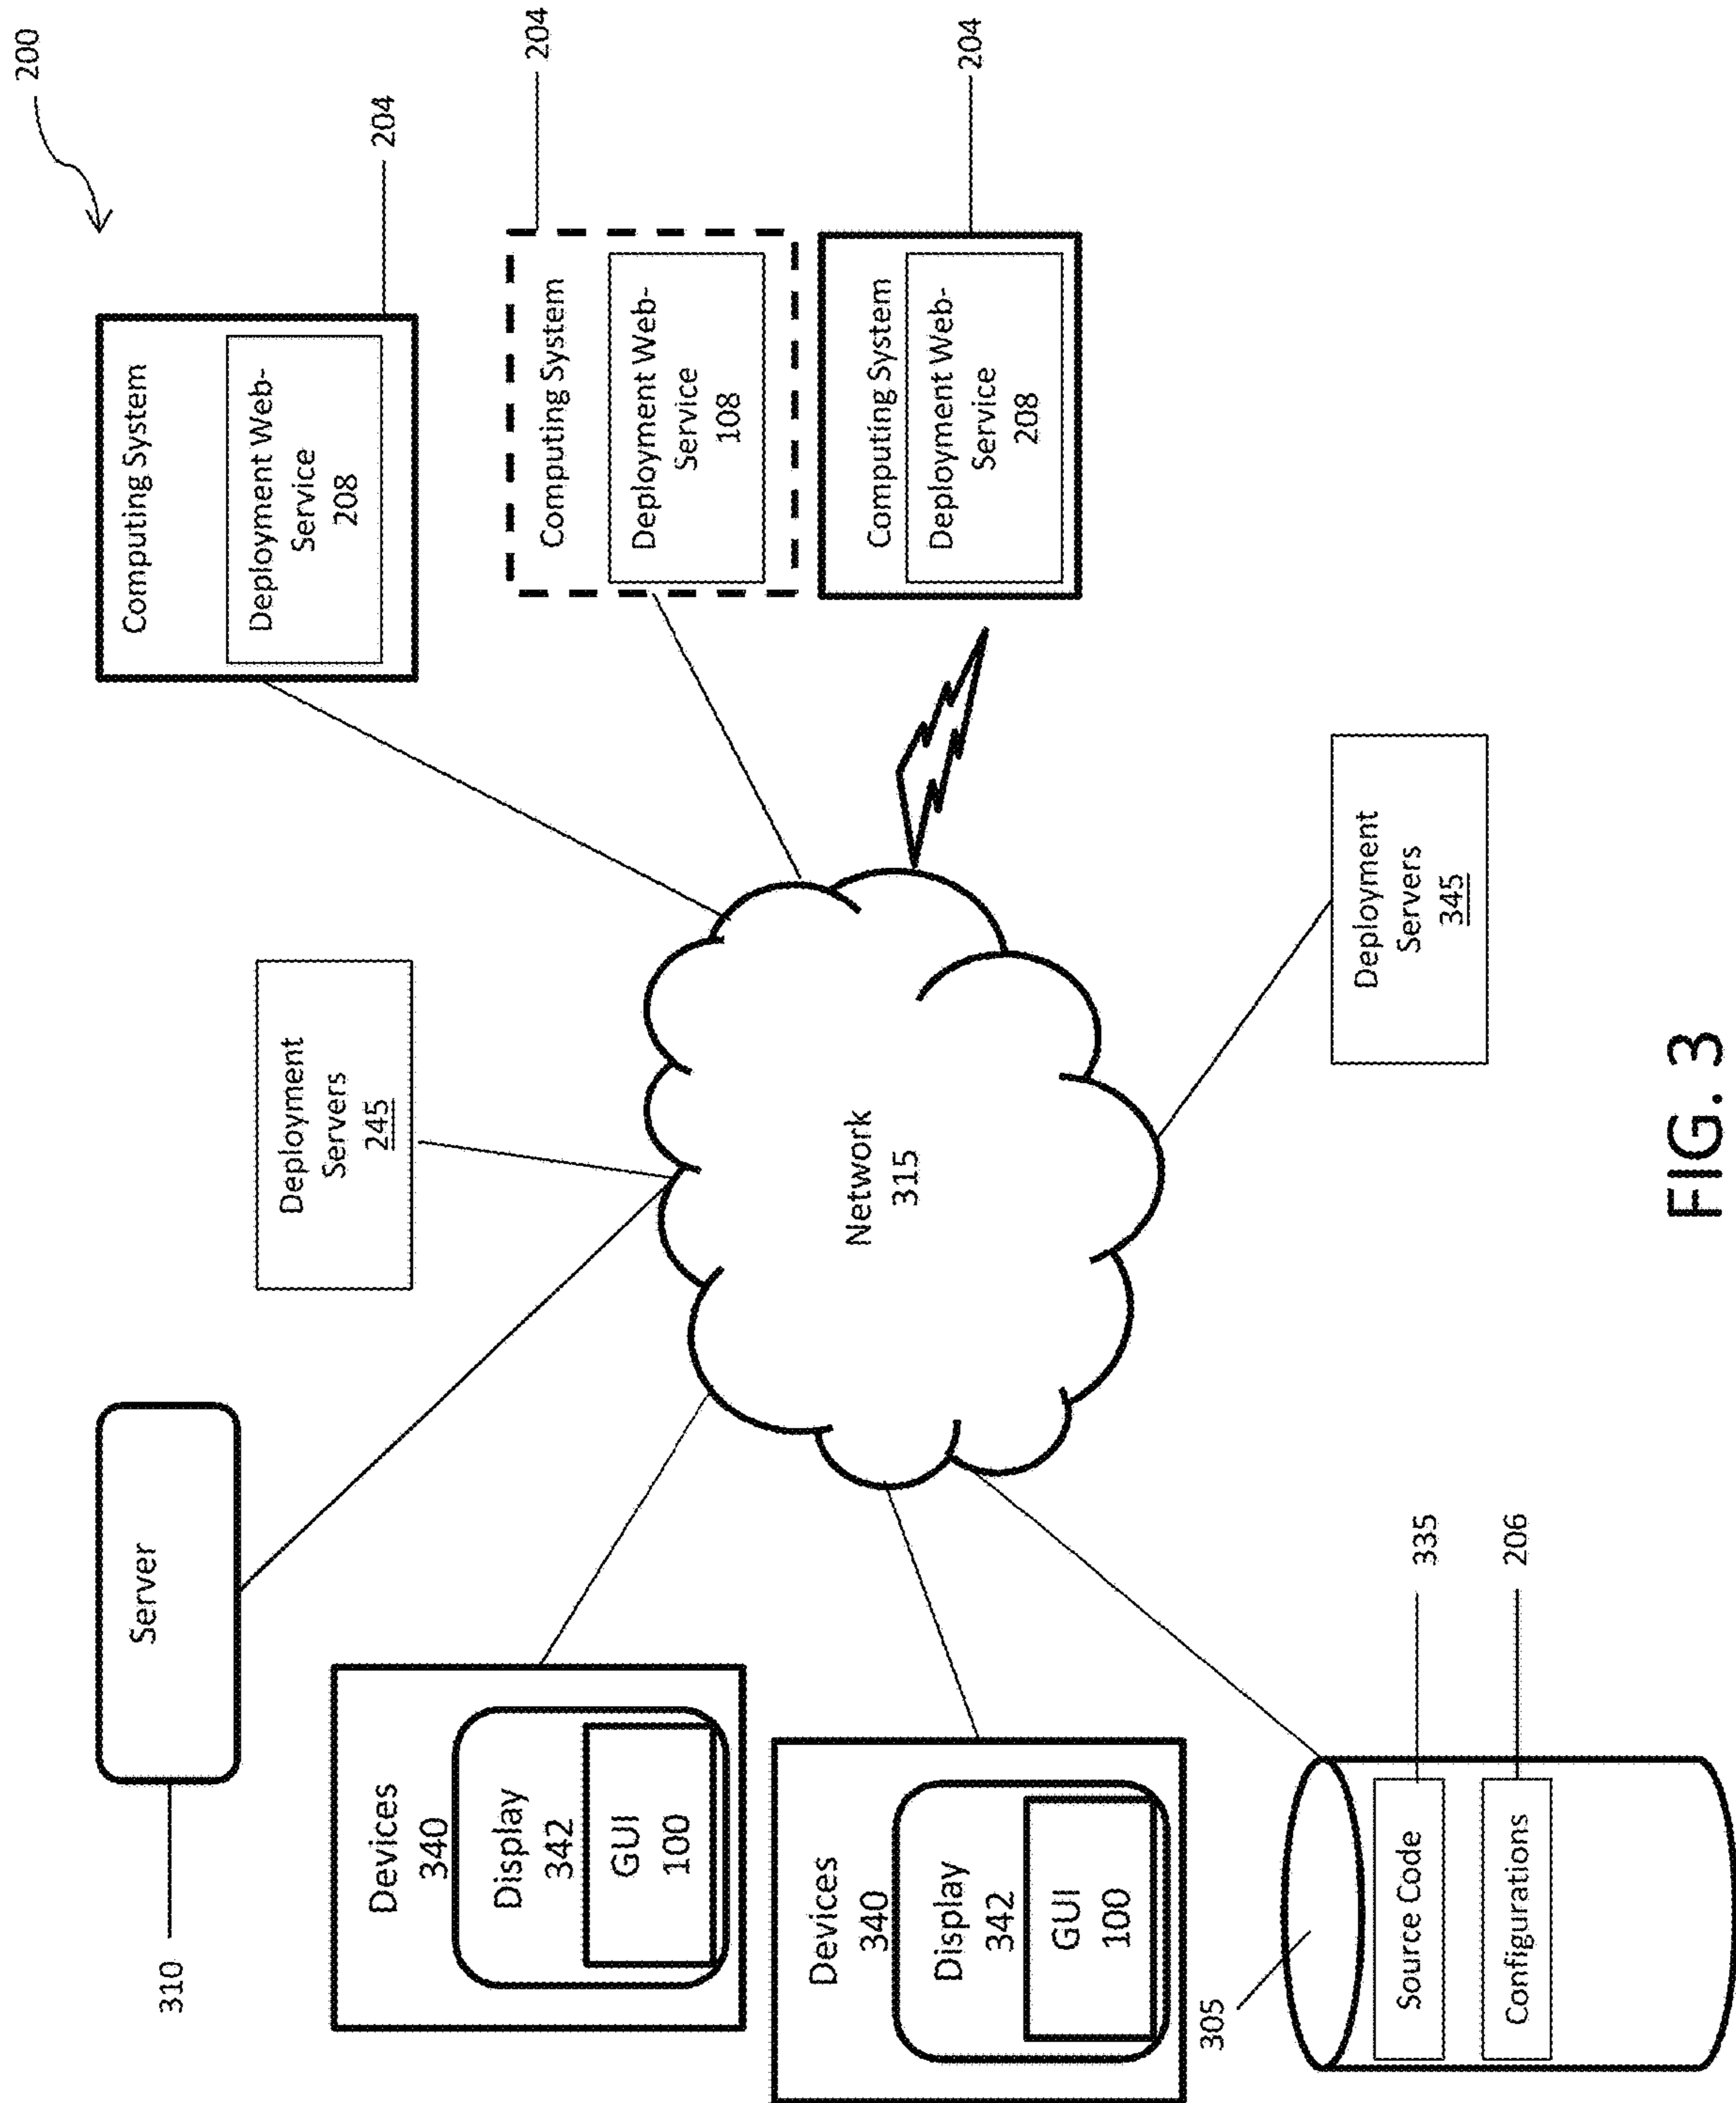 200
Server
310
Computing System
Deployment Web-
Service
208
204
Deployment
Servers
245
Devices
340
Display
342
GUI
100
Computing System
Deployment Web-
Service
108
204
Network
315
Computing System
Deployment Web-
Service
208
204
Devices
340
Display
342
GUI
100
305
Source Code
335
Configurations
206
Deployment
Servers
345
FIG. 3